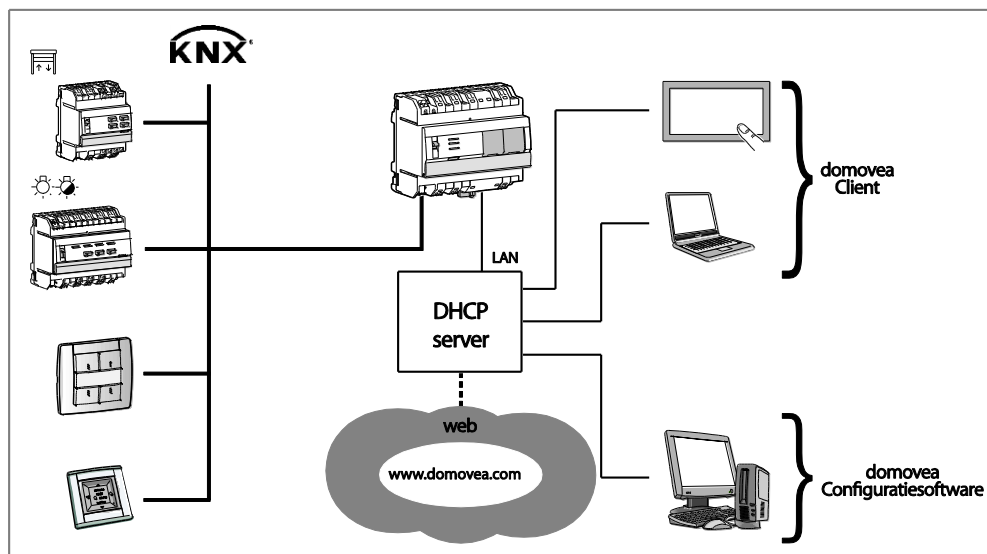 KNX
domovea
Client
LAN
DHCP
server
web
www.domovea.com
domovea
Configuratiesoftware